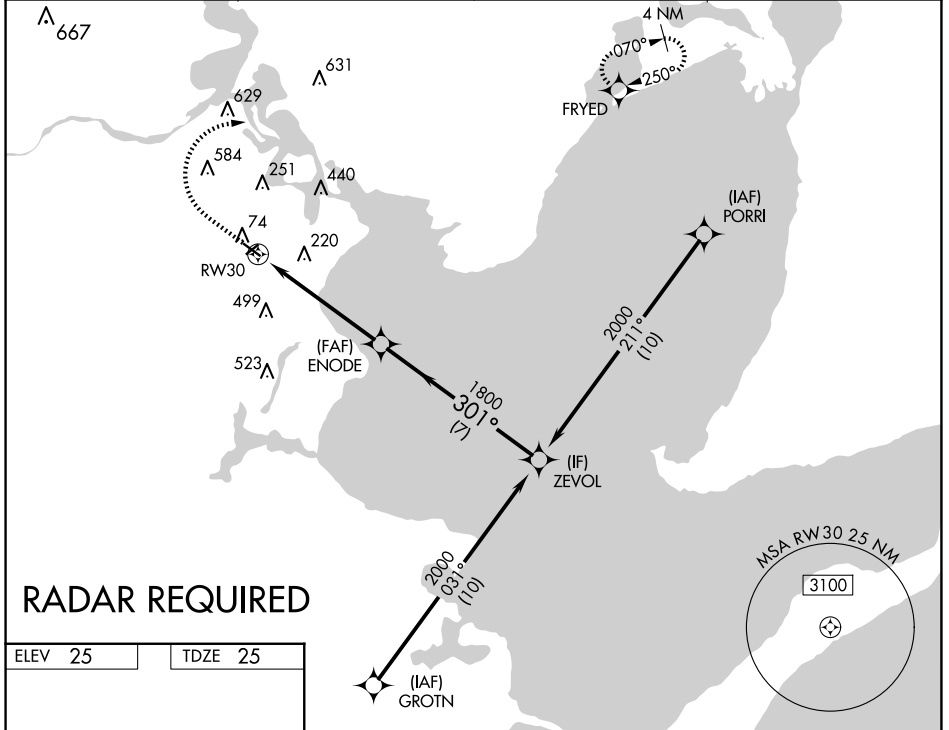 667
4 NM
070°
250°
FRYED
631
629
584
251
440
74
220
RW30
499
523
(IAF)
PORRI
2000
211°
(10)
(FAF)
ENODE
1800
301°
(7)
(IF)
ZEVOL
2000
031°
(10)
(IAF)
GROTN
MSA RW30 25 NM
3100
RADAR REQUIRED
ELEV 25
TDZE 25